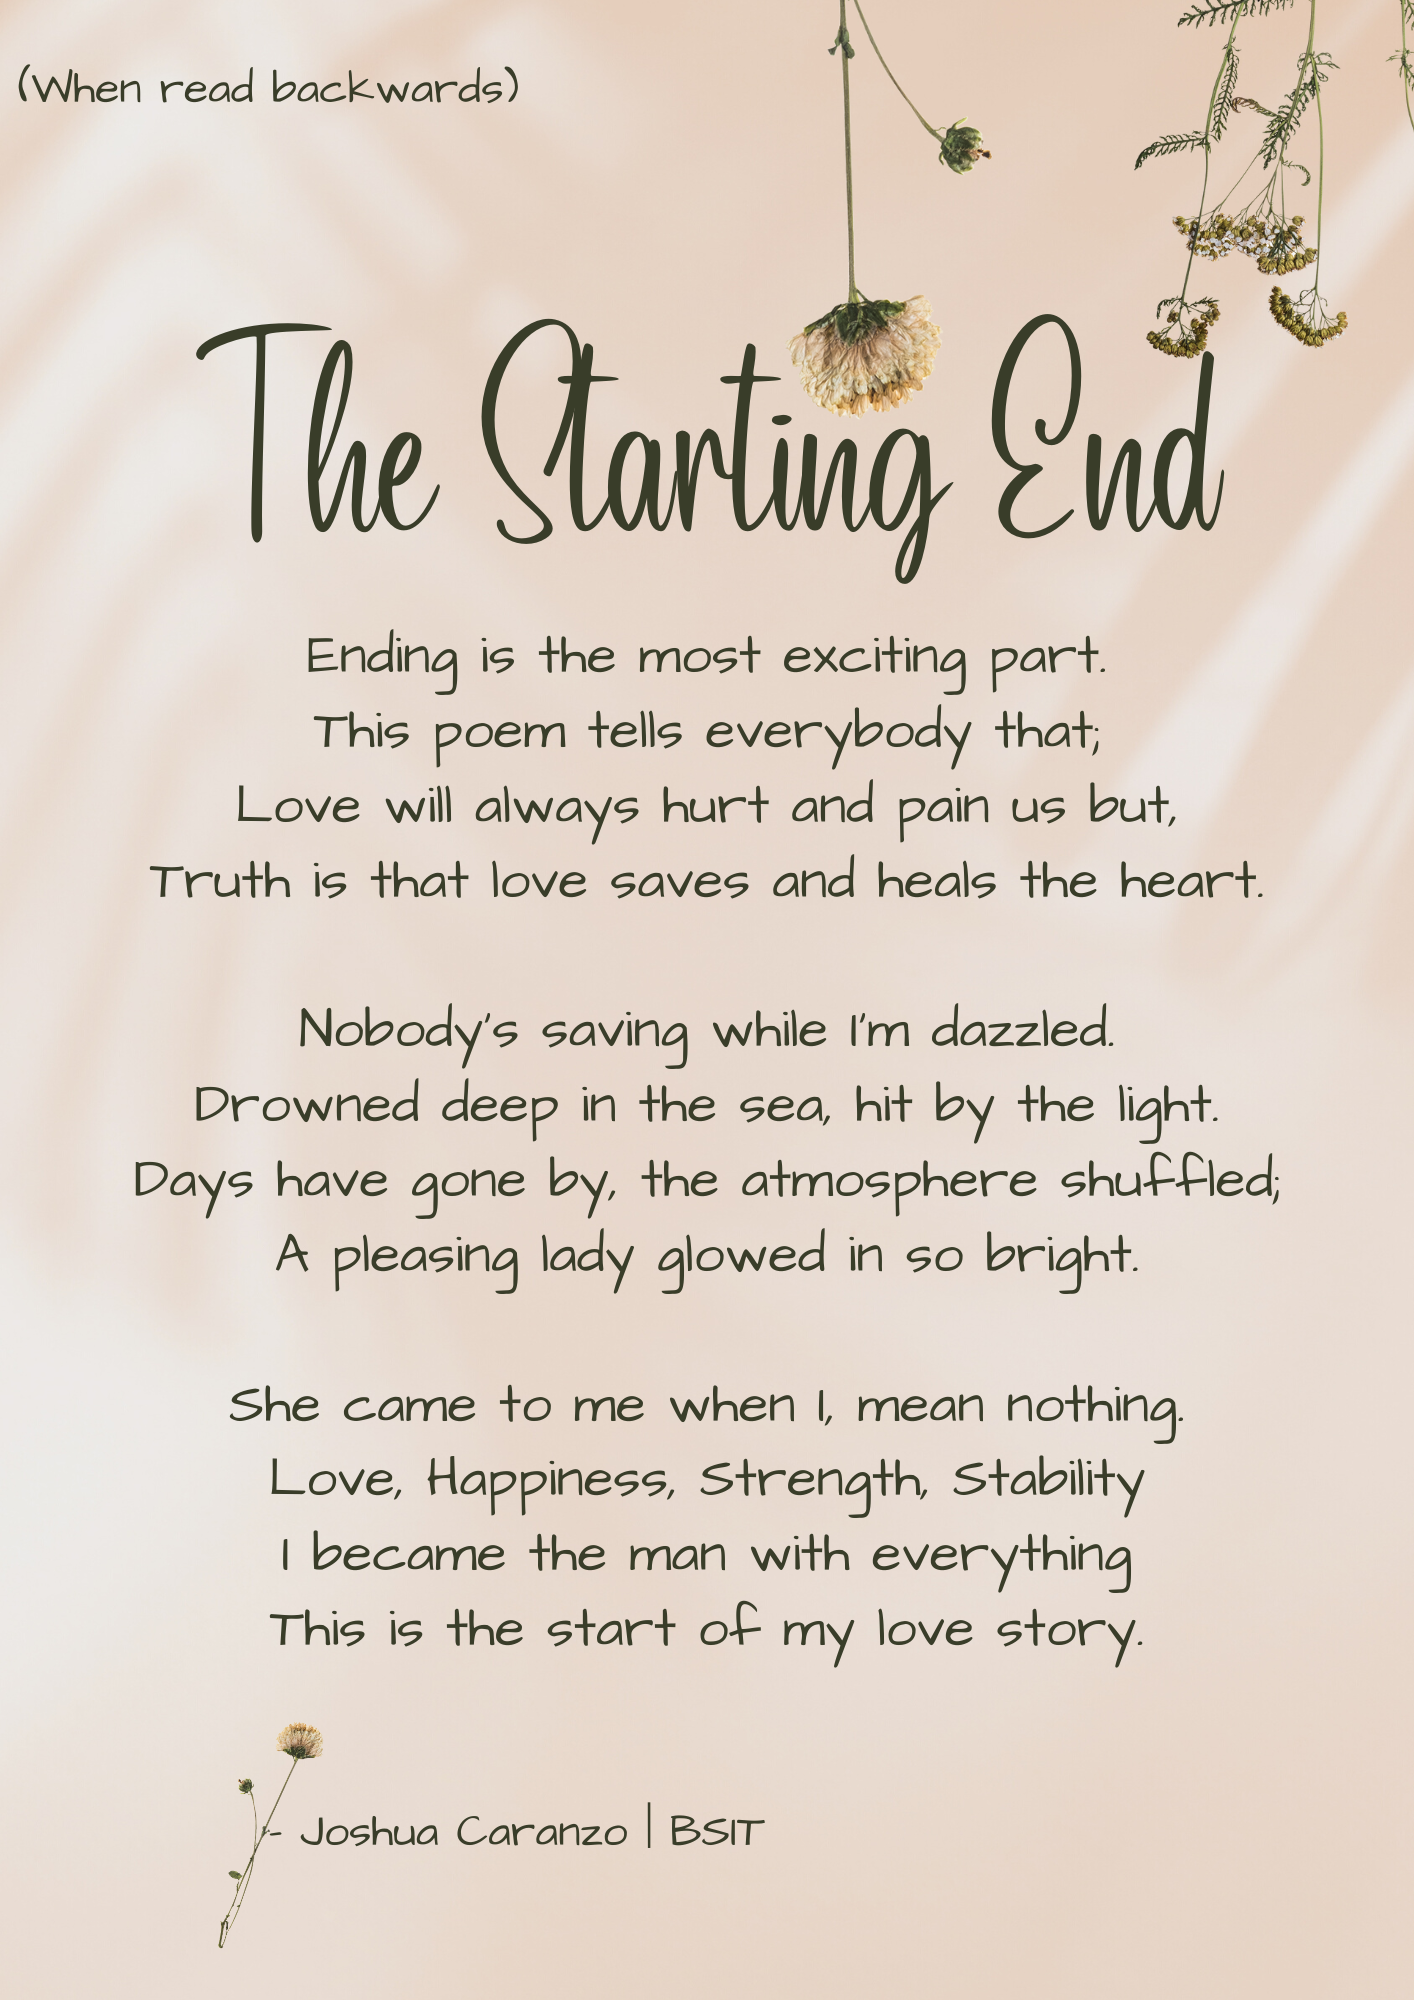 (When read backwards)
The Starting End
Ending is the most exciting part.
This poem tells everybody that;
Love will always hurt and pain us but,
Truth is that love saves and heals the heart.
Nobody's saving while I'm dazzled.
Drowned deep in the sea, hit by the light.
Days have gone by, the atmosphere shuffled;
A pleasing lady glowed in so bright.
She came to me when I, mean nothing.
Love, Happiness, Strength, Stability
I became the man with everything
This is the start of my love story.
- Joshua Caranzo | BSIT